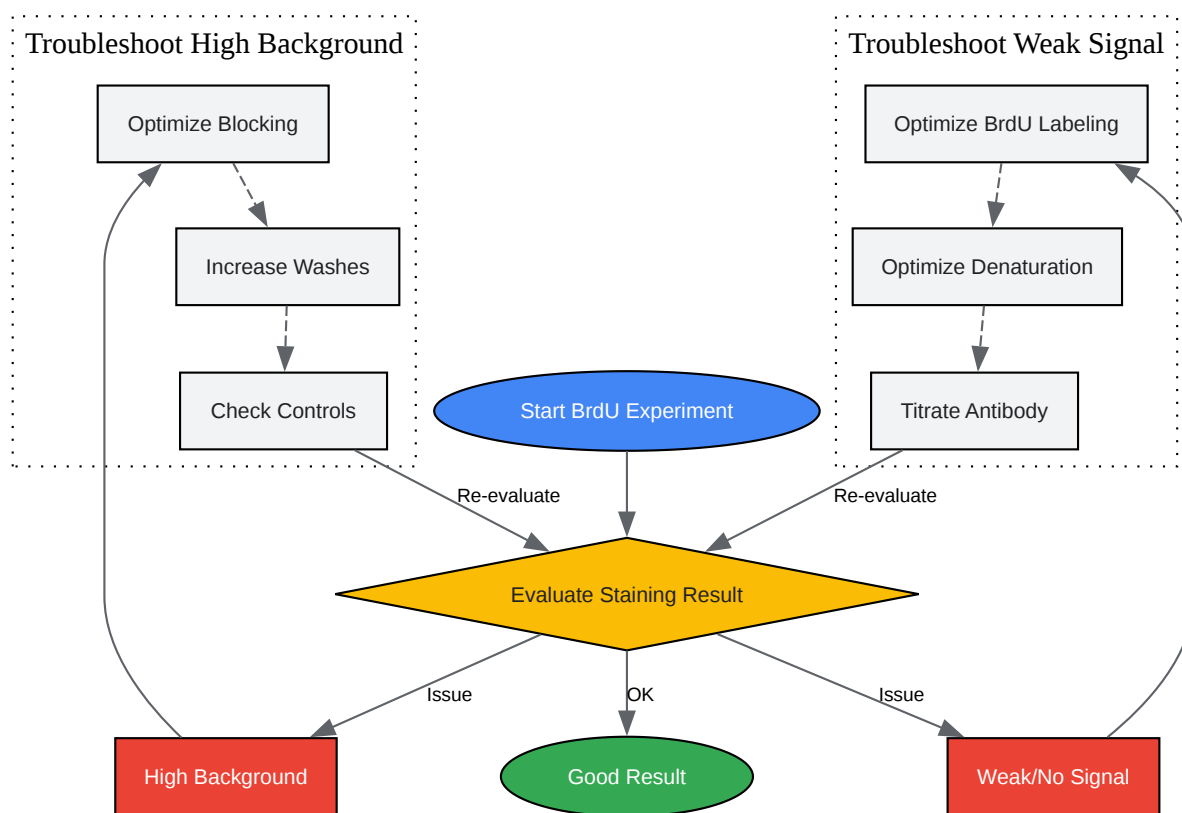 Troubleshoot High Background
Troubleshoot Weak Signal
Optimize Blocking
Optimize BrdU Labeling
Increase Washes
Optimize Denaturation
Check Controls
Start BrdU Experiment
Titrate Antibody
Re-evaluate
Re-evaluate
Evaluate Staining Result
Issue
OK
Issue
High Background
Good Result
Weak/No Signal